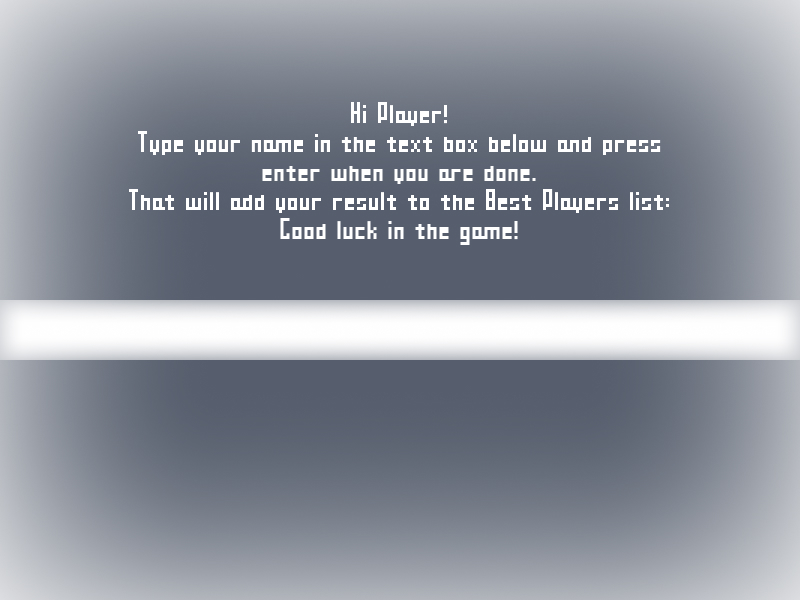 Hi Player!
Type your name in the text box below and press
enter when you are done.
That will add your result to the Best Players list:
Good luck in the game!